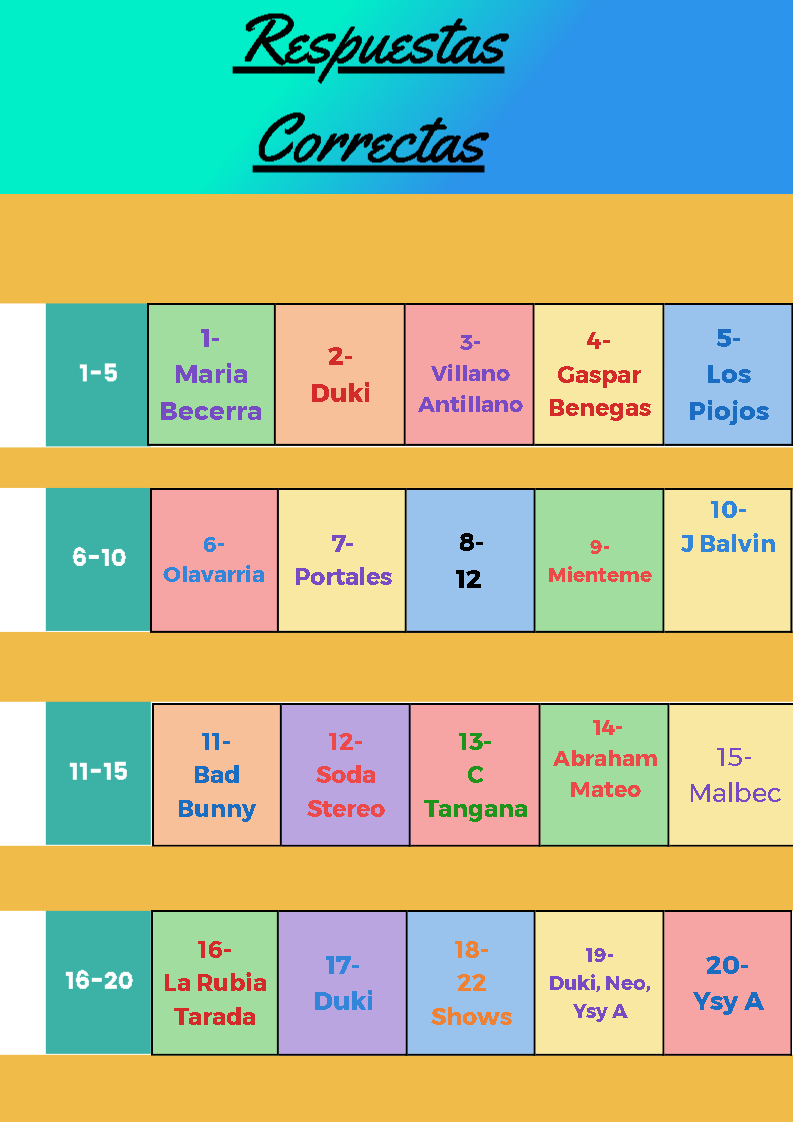 Respuestas
Correctas
1-5
1-
Maria
Becerra
2-
Duki
3-
Villano
Antillano
4-
Gaspar
Benegas
5-
Los
Piojos
6-10
6-
Olavarria
7-
Portales
8-
12
9-
Mienteme
10-
J Balvin
11-15
11-
Bad
Bunny
12-
Soda
Stereo
13-
C
Tangana
14-
Abraham
Mateo
15-
Malbec
16-20
16-
La Rubia
Tarada
17-
Duki
18-
22
Shows
19-
Duki, Neo,
Ysy A
20-
Ysy A